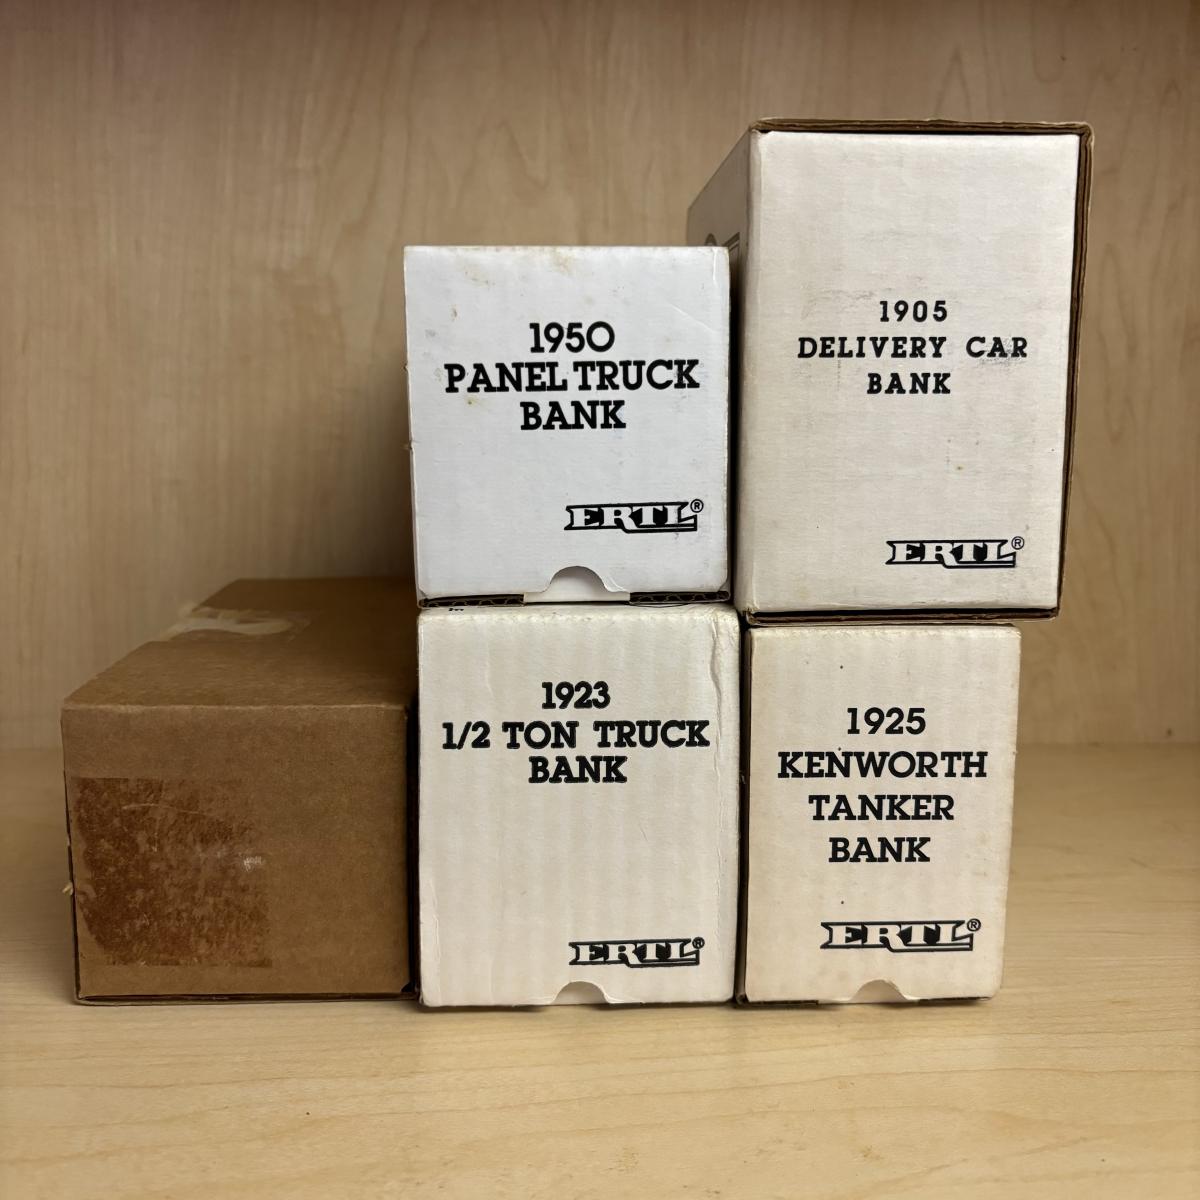 1950
PANEL TRUCK
BANK
ERTL®
1905
DELIVERY CAR
BANK
ERTL®
1923
1/2 TON TRUCK
BANK
ERTL®
1925
KENWORTH
TANKER
BANK
ERTL®